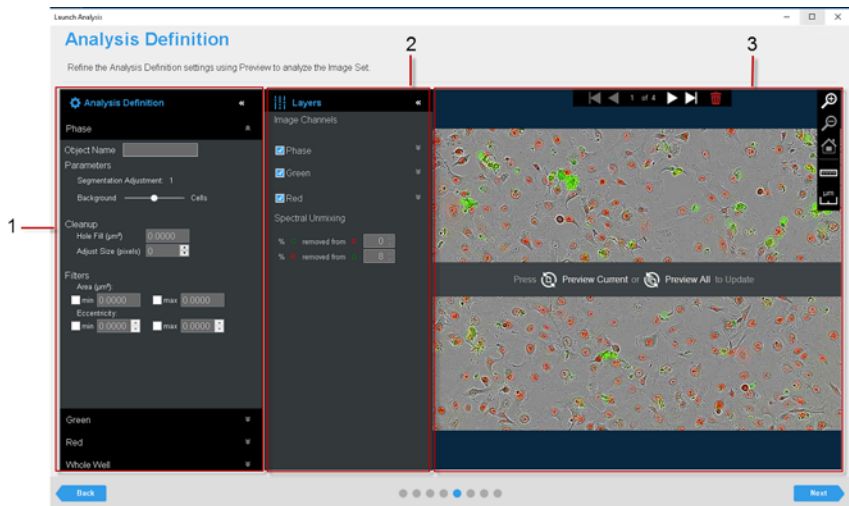 Launch Analysis
Analysis Definition
Refine the Analysis Definition settings using Preview to analyze the Image Set.
2
3
1
Analysis Definition
Phase
Object Name
Parameters
Segmentation Adjustment: 1
Background
Cells
Cleanup
Hole Fill (µm²) 0.0000
Adjust Size (pixels) 0
Filters
Area (µm²):
min 0.0000 max 0.0000
Eccentricity:
min 0.0000 max 0.0000
Green
Red
Whole Well
Layers
Image Channels
Phase
Green
Red
Spectral Unmixing
% G removed from R 0
% R removed from G 8
1 of 4
µm
Press Preview Current or Preview All to Update
Back
Next